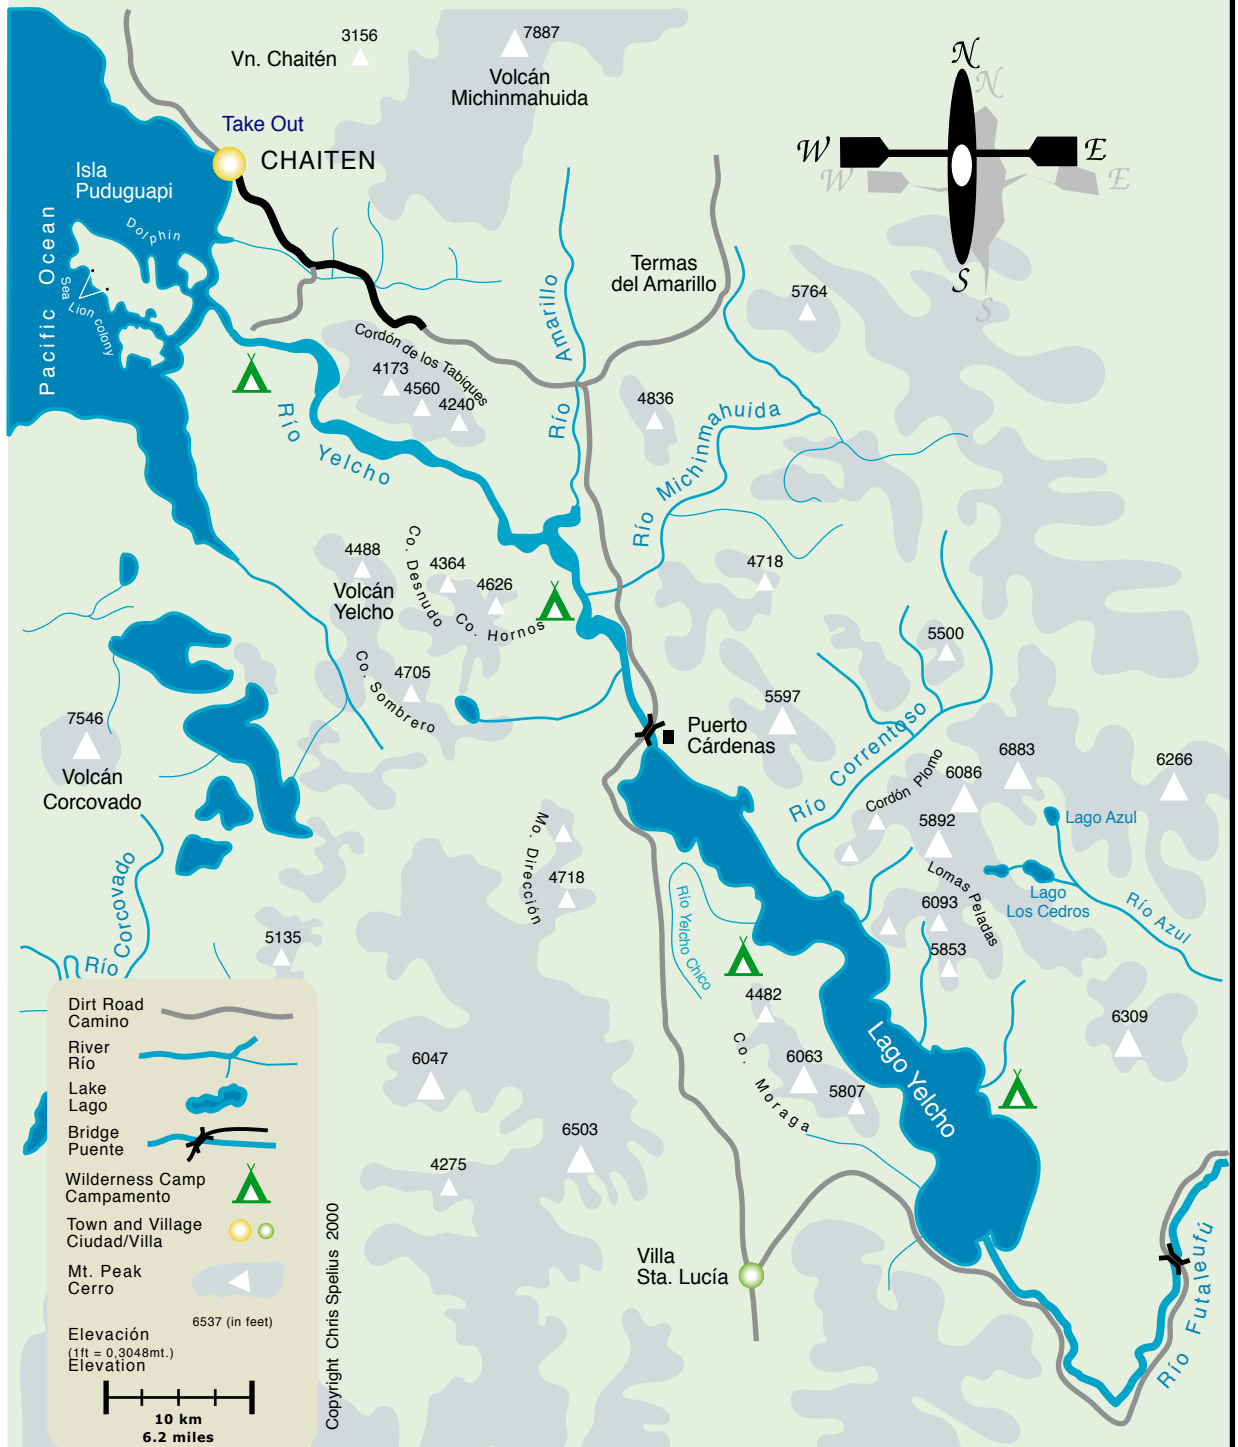 3156
Vn. Chaitén
7887
Volcán
Michinmahuida
N
N
W
E
W
E
S
S
Take Out
CHAITEN
Isla
Puduguapi
Dolphin
Pacific Ocean
Sea Lion colony
Termas
del Amarillo
5764
Río Amarillo
Cordón de los Tabiques
4173
4560
4240
4836
Río Yelcho
Río Michinmahuida
4488
Volcán
Yelcho
Co. Desnudo
4364
4626
Co. Hornos
4718
5500
Co. Sombrero
4705
5597
7546
Volcán
Corcovado
Puerto
Cárdenas
Río Correntoso
Cordón Plomo
6883
6086
6266
5892
Lago Azul
Mo. Dirección
4718
Lomas Peladas
Lago
Los Cedros
Río Azul
6093
5853
Río Yelcho Chico
Río Corcovado
5135
4482
Co. Moraga
6063
5807
Lago Yelcho
6309
6047
6503
4275
Villa
Sta. Lucía
Río Futaleufú
Dirt Road
Camino
River
Río
Lake
Lago
Bridge
Puente
Wilderness Camp
Campamento
Town and Village
Ciudad/Villa
Mt. Peak
Cerro
6537 (in feet)
Elevación
(1ft = 0,3048mt.)
Elevation
10 km
6.2 miles
Copyright Chris Spelius 2000